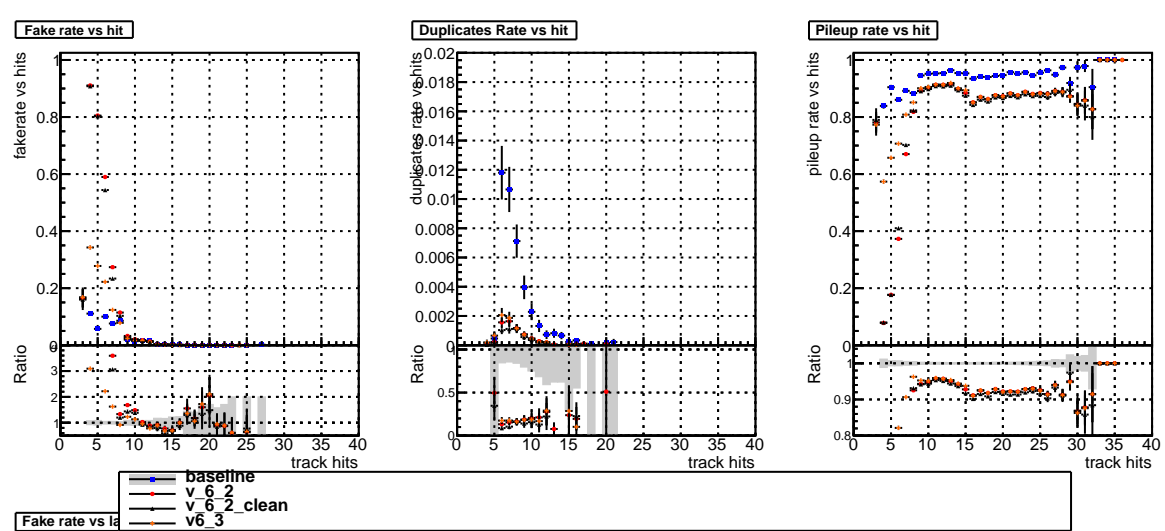 Fake rate vs hit
Duplicates Rate vs hit
Pileup rate vs hit
fakerate vs hits
1
0.8
0.6
0.4
0.2
0
Ratio
3
2
1
0 5 10 15 20 25 30 35 40
track hits
duplicates rate vs hits
0.02
0.018
0.016
0.014
0.012
0.01
0.008
0.006
0.004
0.002
0
Ratio
1
0.5
0
0 5 10 15 20 25 30 35 40
track hits
pileup rate vs hits
1
0.8
0.6
0.4
0.2
0
Ratio
1
0.9
0.8
0 5 10 15 20 25 30 35 40
track hits
baseline
v_6_2
v_6_2_clean
v6_3
Fake rate vs la